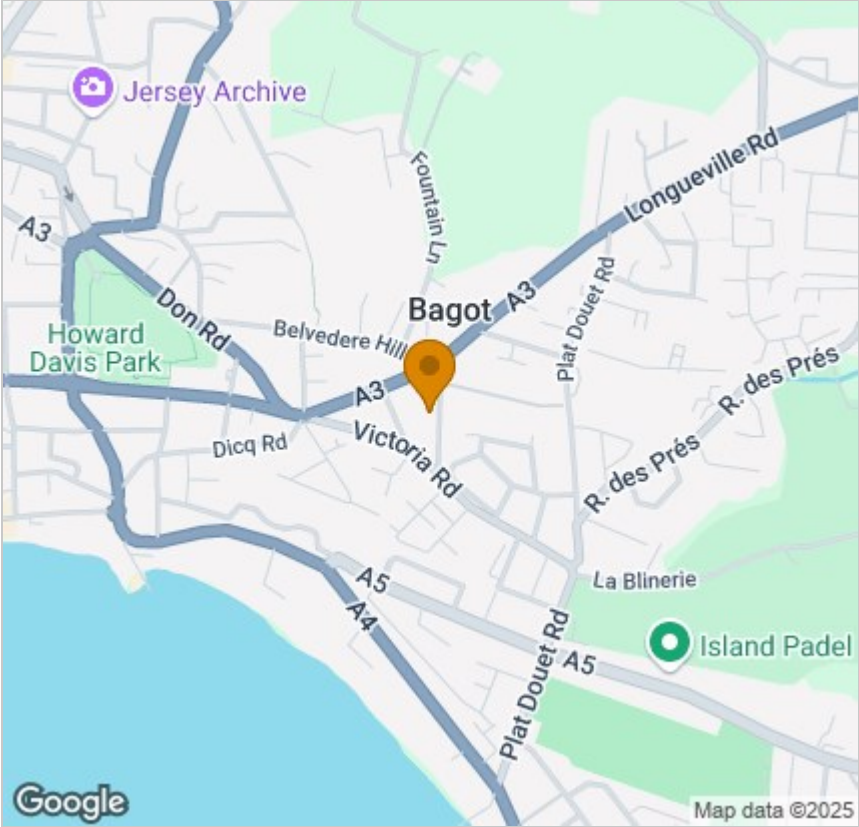 Jersey Archive
Fountain Ln
Longueville Rd
A3
Don Rd
Bagot
A3
Plat Douet Rd
Howard
Davis Park
Belvedere Hill
A3
R. des Prés
Dicq Rd
Victoria Rd
R. des Prés
A5
La Blinerie
A4
Island Padel
A5
Plat Douet Rd
Google
Map data ©2025